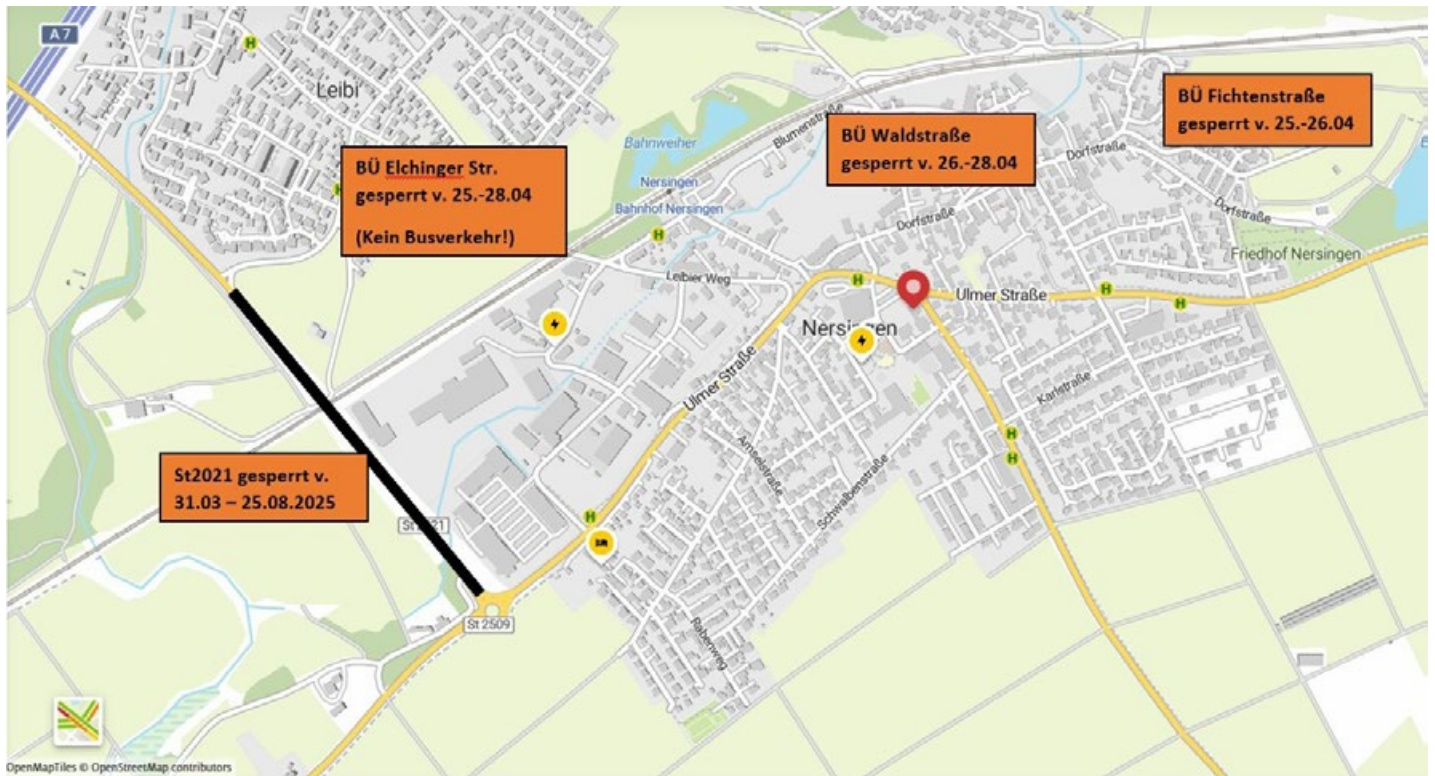 A 7
H
Leibi
BÜ Fichtenstraße
gesperrt v. 25.-26.04
BÜ Waldstraße
gesperrt v. 26.-28.04
Blumenstraße
Bahnweiher
BÜ Elchinger Str.
gesperrt v. 25.-28.04
(Kein Busverkehr!)
H
Dorfstraße
Nersingen
Bahnhof Nersingen
H
Dorfstraße
Dorfstraße
Friedhof Nersingen
Leibier Weg
H
Ulmer Straße
H
H
Nersingen
Ulmer Straße
Karlstraße
H
H
Amselstraße
Schwalbenstraße
St2021 gesperrt v.
31.03 – 25.08.2025
H
St 2509
Rabenweg
OpenMapTiles © OpenStreetMap contributors